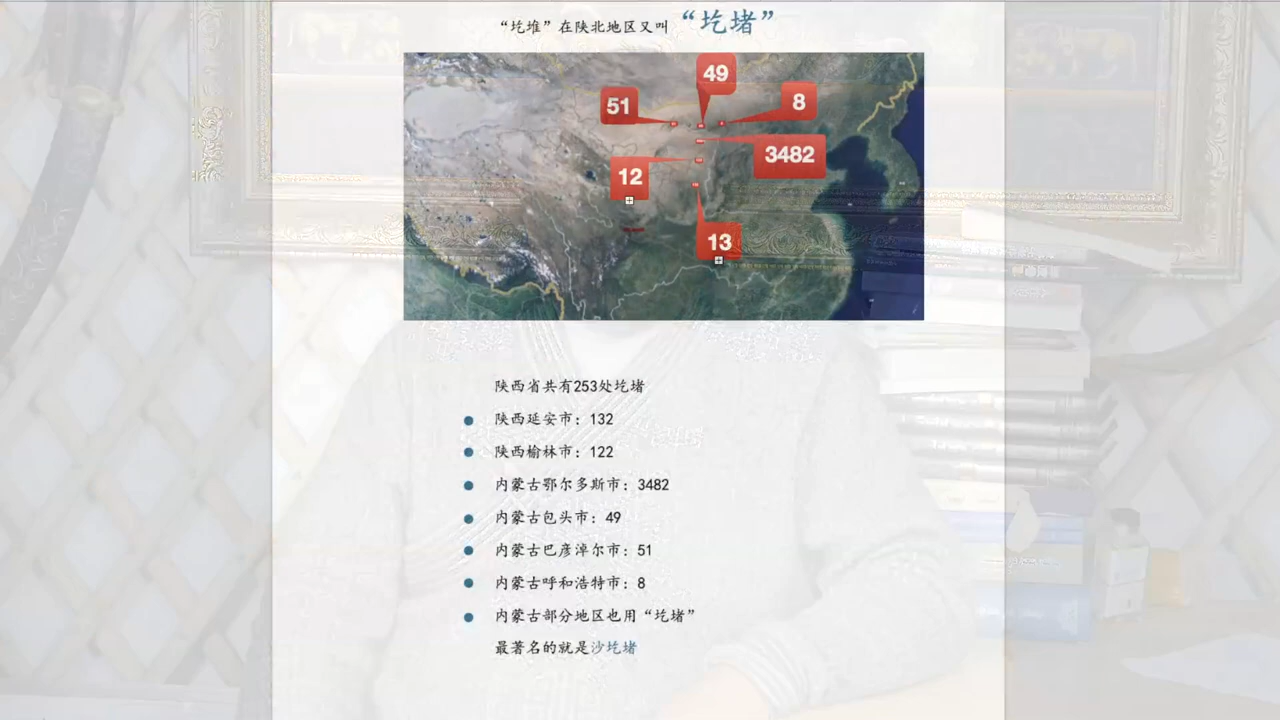 “圪堆”在陕北地区又叫“圪堵”
49
51
8
3482
12
13
陕西省共有253处圪堵
陕西延安市：132
陕西榆林市：122
内蒙古鄂尔多斯市：3482
内蒙古包头市：49
内蒙古巴彦淖尔市：51
内蒙古呼和浩特市：8
内蒙古部分地区也用“圪堵”
最著名的就是沙圪堵